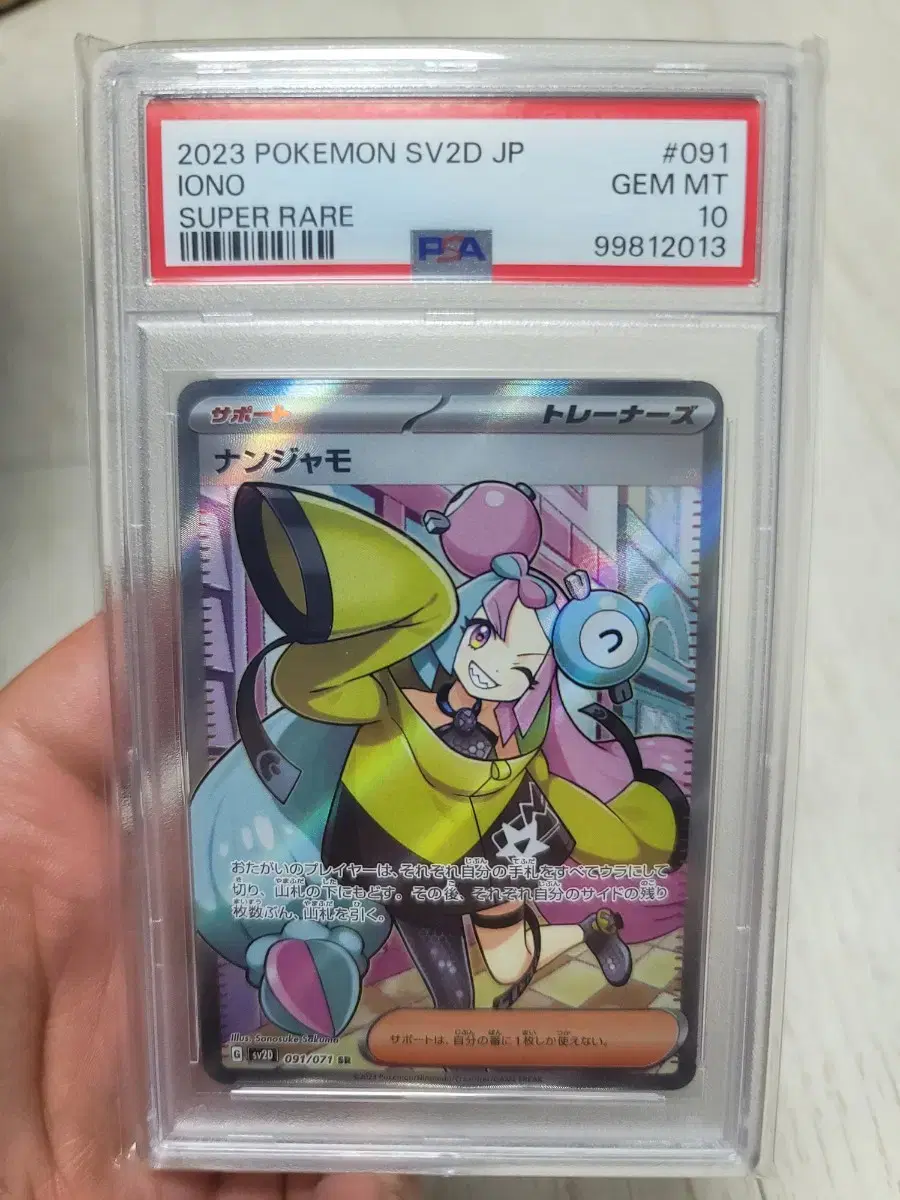 2023 POKEMON SV2D JP #091
IONO GEM MT
SUPER RARE 10
PSA 99812013
サポート トレーナーズ
ナンジャモ
おたがいのプレイヤーは、それぞれ自分の手札をすべてウラにして
切り、山札の下にもどす。その後、それぞれ自分のサイドの残り
枚数ぶん、山札を引く。
サポートは、自分の番に1枚しか使えない。
Illus. Sanosuke Sakuma
G sv2D 091/071 SR